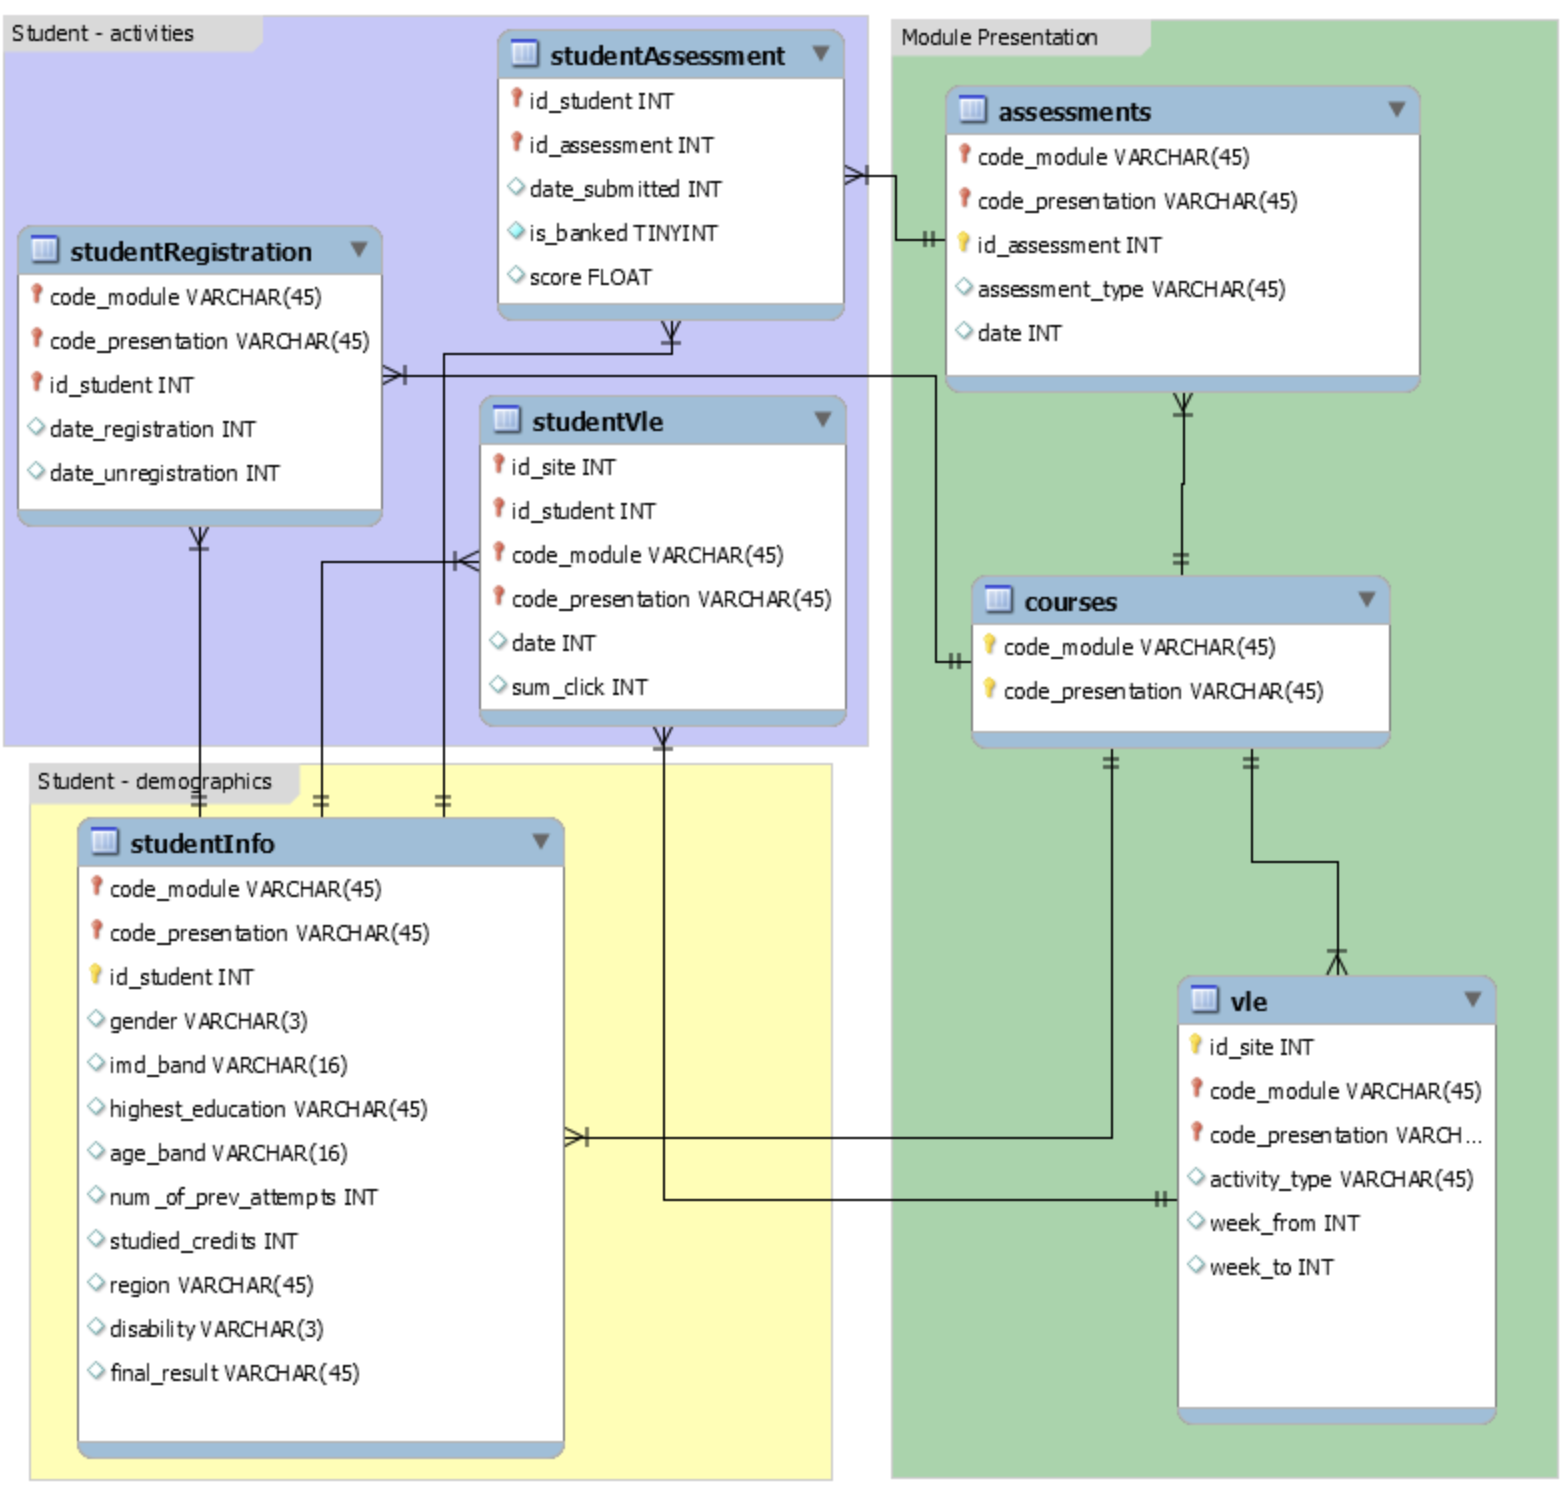 Student - activities
studentAssessment
id_student INT
id_assessment INT
date_submitted INT
is_banked TINYINT
score FLOAT
studentRegistration
code_module VARCHAR(45)
code_presentation VARCHAR(45)
id_student INT
date_registration INT
date_unregistration INT
studentVle
id_site INT
id_student INT
code_module VARCHAR(45)
code_presentation VARCHAR(45)
date INT
sum_click INT
Student - demographics
studentInfo
code_module VARCHAR(45)
code_presentation VARCHAR(45)
id_student INT
gender VARCHAR(3)
imd_band VARCHAR(16)
highest_education VARCHAR(45)
age_band VARCHAR(16)
num_of_prev_attempts INT
studied_credits INT
region VARCHAR(45)
disability VARCHAR(3)
final_result VARCHAR(45)
Module Presentation
assessments
code_module VARCHAR(45)
code_presentation VARCHAR(45)
id_assessment INT
assessment_type VARCHAR(45)
date INT
courses
code_module VARCHAR(45)
code_presentation VARCHAR(45)
vle
id_site INT
code_module VARCHAR(45)
code_presentation VARCH...
activity_type VARCHAR(45)
week_from INT
week_to INT